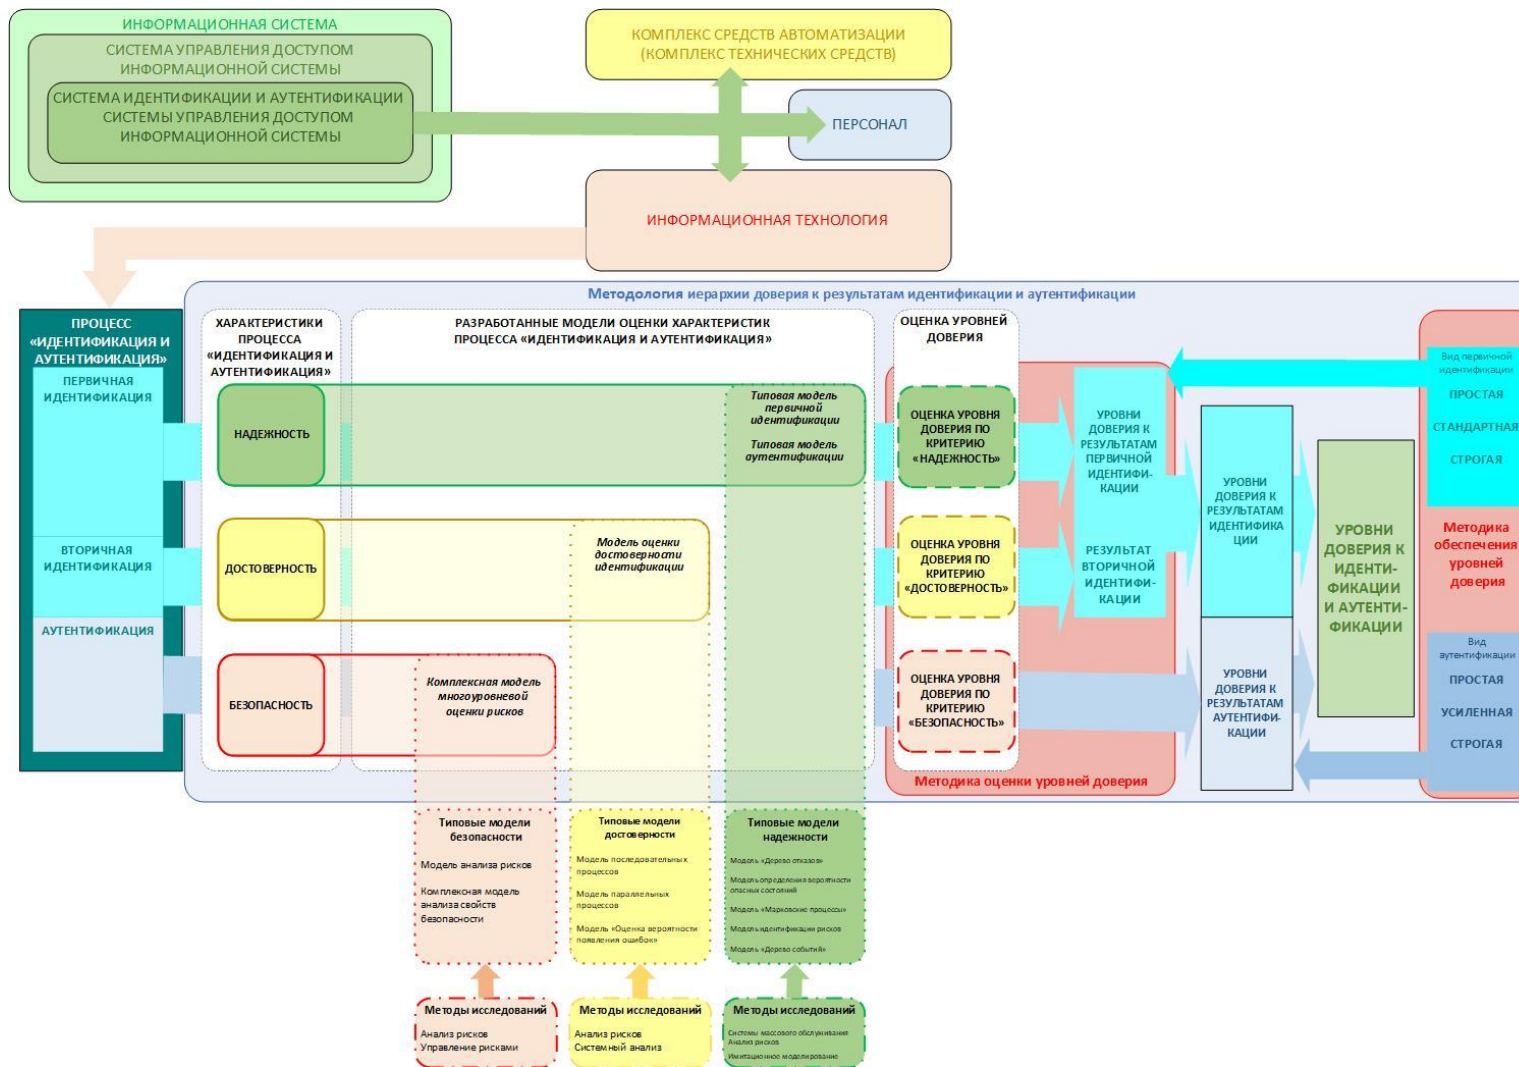 ИНФОРМАЦИОННАЯ СИСТЕМА
СИСТЕМА УПРАВЛЕНИЯ ДОСТУПОМ
ИНФОРМАЦИОННОЙ СИСТЕМЫ
СИСТЕМА ИДЕНТИФИКАЦИИ И АУТЕНТИФИКАЦИИ
СИСТЕМЫ УПРАВЛЕНИЯ ДОСТУПОМ
ИНФОРМАЦИОННОЙ СИСТЕМЫ
КОМПЛЕКС СРЕДСТВ АВТОМАТИЗАЦИИ
(КОМПЛЕКС ТЕХНИЧЕСКИХ СРЕДСТВ)
ПЕРСОНАЛ
ИНФОРМАЦИОННАЯ ТЕХНОЛОГИЯ
Методология иерархии доверия к результатам идентификации и аутентификации
ПРОЦЕСС
«ИДЕНТИФИКАЦИЯ И
АУТЕНТИФИКАЦИЯ»
ПЕРВИЧНАЯ
ИДЕНТИФИКАЦИЯ
ВТОРИЧНАЯ
ИДЕНТИФИКАЦИЯ
АУТЕНТИФИКАЦИЯ
ХАРАКТЕРИСТИКИ
ПРОЦЕССА
«ИДЕНТИФИКАЦИЯ И
АУТЕНТИФИКАЦИЯ»
НАДЕЖНОСТЬ
ДОСТОВЕРНОСТЬ
БЕЗОПАСНОСТЬ
РАЗРАБОТАННЫЕ МОДЕЛИ ОЦЕНКИ ХАРАКТЕРИСТИК
ПРОЦЕССА «ИДЕНТИФИКАЦИЯ И АУТЕНТИФИКАЦИЯ»
Типовая модель
первичной
идентификации
Типовая модель
аутентификации
Модель оценки
достоверности
идентификации
Комплексная модель
многоуровневой
оценки рисков
ОЦЕНКА УРОВНЕЙ
ДОВЕРИЯ
ОЦЕНКА УРОВНЯ
ДОВЕРИЯ ПО
КРИТЕРИЮ
«НАДЕЖНОСТЬ»
ОЦЕНКА УРОВНЯ
ДОВЕРИЯ ПО
КРИТЕРИЮ
«ДОСТОВЕРНОСТЬ»
ОЦЕНКА УРОВНЯ
ДОВЕРИЯ ПО
КРИТЕРИЮ
«БЕЗОПАСНОСТЬ»
Методика оценки уровней доверия
УРОВНИ
ДОВЕРИЯ К
РЕЗУЛЬТАТАМ
ПЕРВИЧНОЙ
ИДЕНТИФИ-
КАЦИИ
РЕЗУЛЬТАТ
ВТОРИЧНОЙ
ИДЕНТИФИ-
КАЦИИ
УРОВНИ
ДОВЕРИЯ К
РЕЗУЛЬТАТАМ
ИДЕНТИФИКА
ЦИИ
УРОВНИ
ДОВЕРИЯ К
РЕЗУЛЬТАТАМ
АУТЕНТИФИ-
КАЦИИ
УРОВНИ
ДОВЕРИЯ К
ИДЕНТИ-
ФИКАЦИИ
И АУТЕНТИ-
ФИКАЦИИ
Вид первичной
идентификации
ПРОСТАЯ
СТАНДАРТНАЯ
СТРОГАЯ
Методика
обеспечения
уровней
доверия
Вид
аутентификации
ПРОСТАЯ
УСИЛЕННАЯ
СТРОГАЯ
Типовые модели
безопасности
Модель анализа рисков
Комплексная модель
анализа свойств
безопасности
Типовые модели
достоверности
Модель последовательных
процессов
Модель параллельных
процессов
Модель «Оценка вероятности
появления ошибок»
Типовые модели
надежности
Модель «Дерево отказов»
Модель определения вероятности
опасных состояний
Модель «Марковские процессы»
Модель идентификации рисков
Модель «Дерево событий»
Методы исследований
Анализ рисков
Управление рисками
Методы исследований
Анализ рисков
Системный анализ
Методы исследований
Системы массового обслуживания
Анализ рисков
Имитационное моделирование